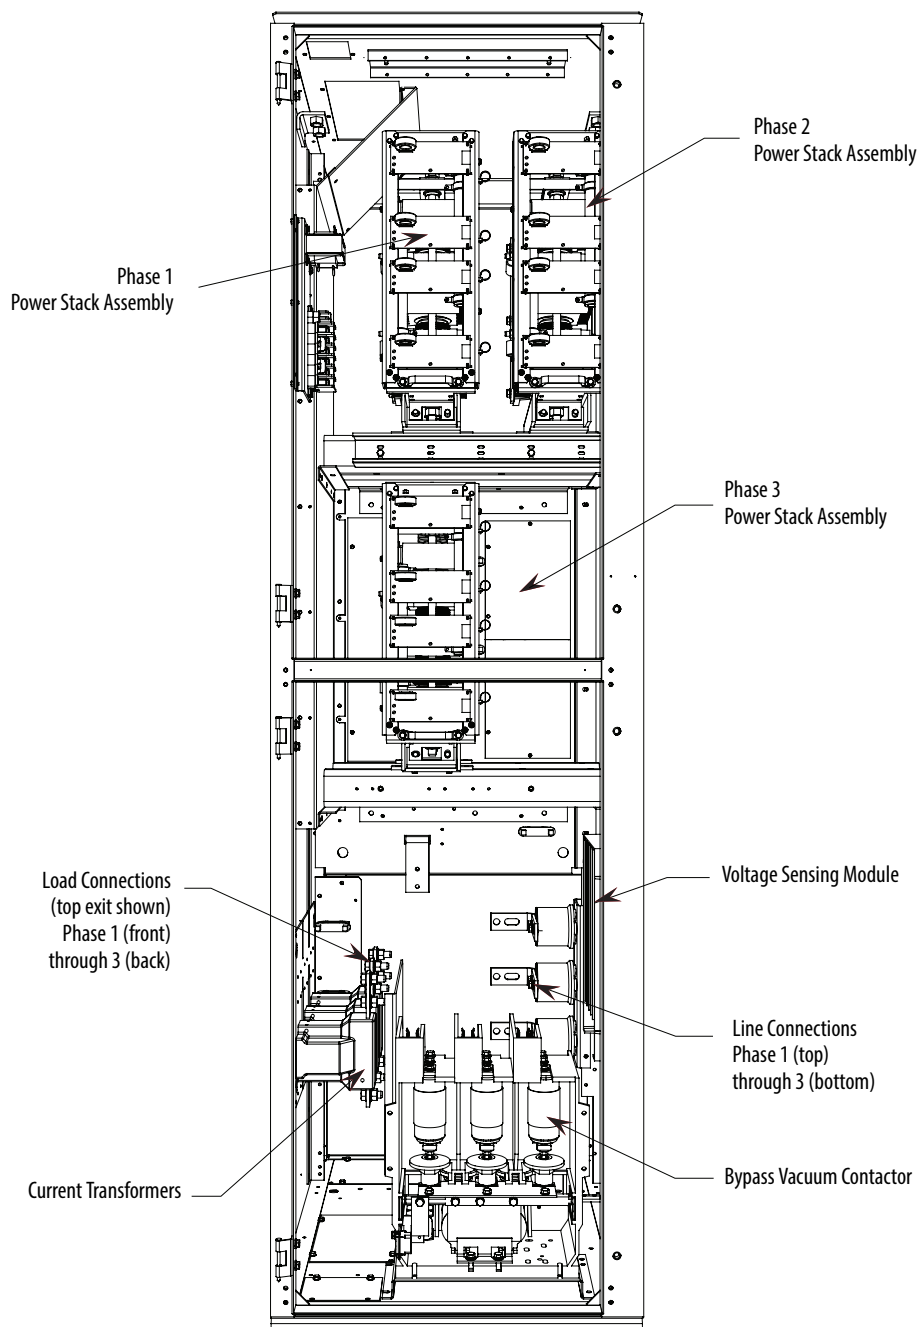 Phase 2
Power Stack Assembly
Phase 1
Power Stack Assembly
Phase 3
Power Stack Assembly
Load Connections
(top exit shown)
Phase 1 (front)
through 3 (back)
Voltage Sensing Module
Line Connections
Phase 1 (top)
through 3 (bottom)
Current Transformers
Bypass Vacuum Contactor